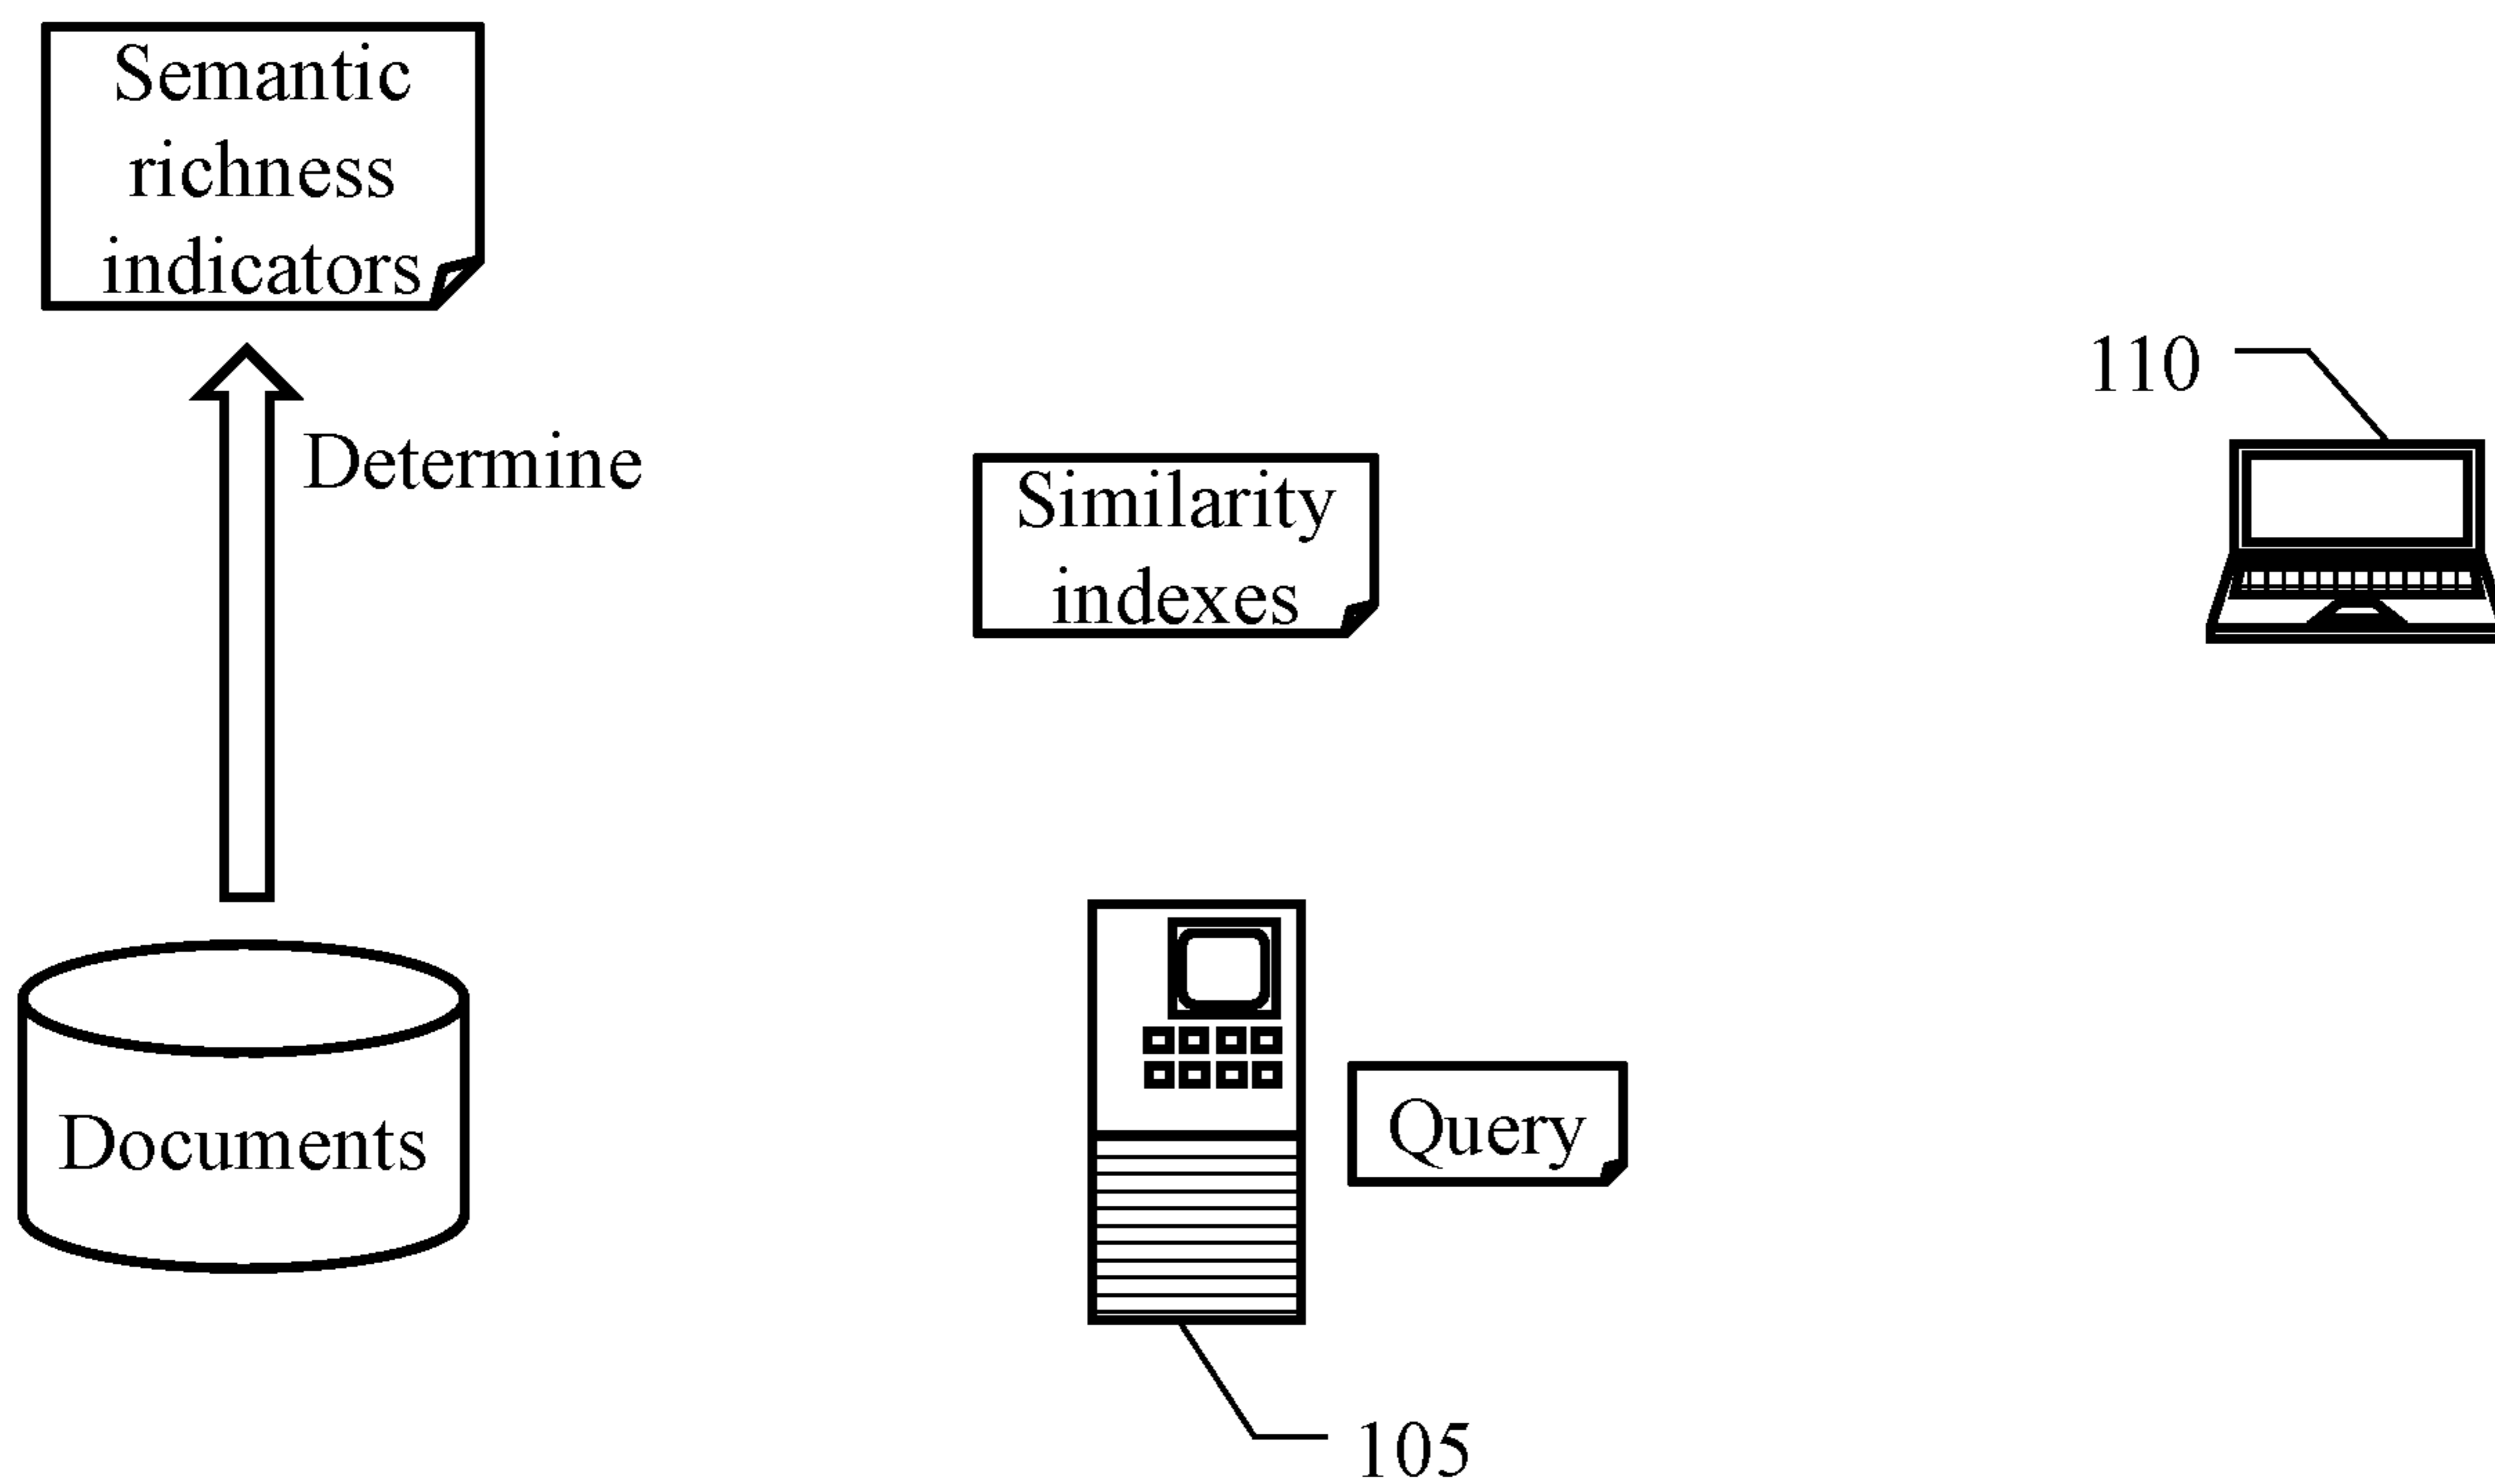 Semantic
richness
indicators
Determine
110
Similarity
indexes
Documents
Query
105